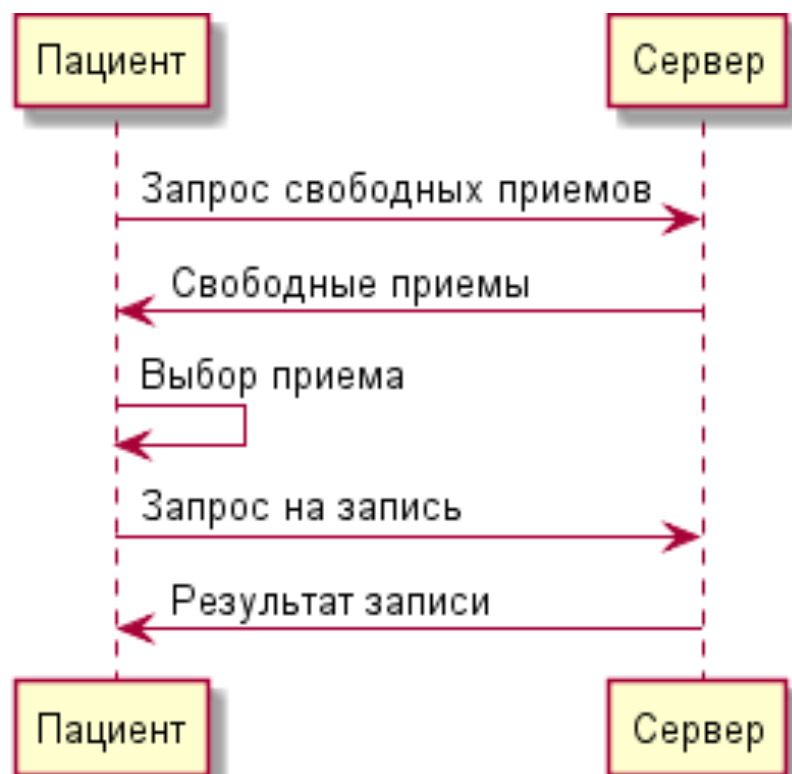 Пациент
Сервер
Запрос свободных приемов
Свободные приемы
Выбор приема
Запрос на запись
Результат записи
Пациент
Сервер